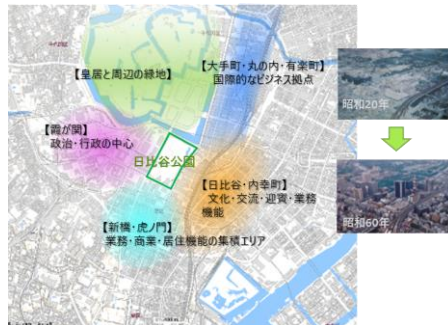 【皇居と周辺の緑地】
【大手町・丸の内・有楽町】
国際的なビジネス拠点
昭和20年
【霞が関】
政治・行政の中心
日比谷公園
【日比谷・内幸町】
文化・交流・迎賓・業務
機能
昭和60年
【新橋・虎ノ門】
業務・商業・居住機能の集積エリア